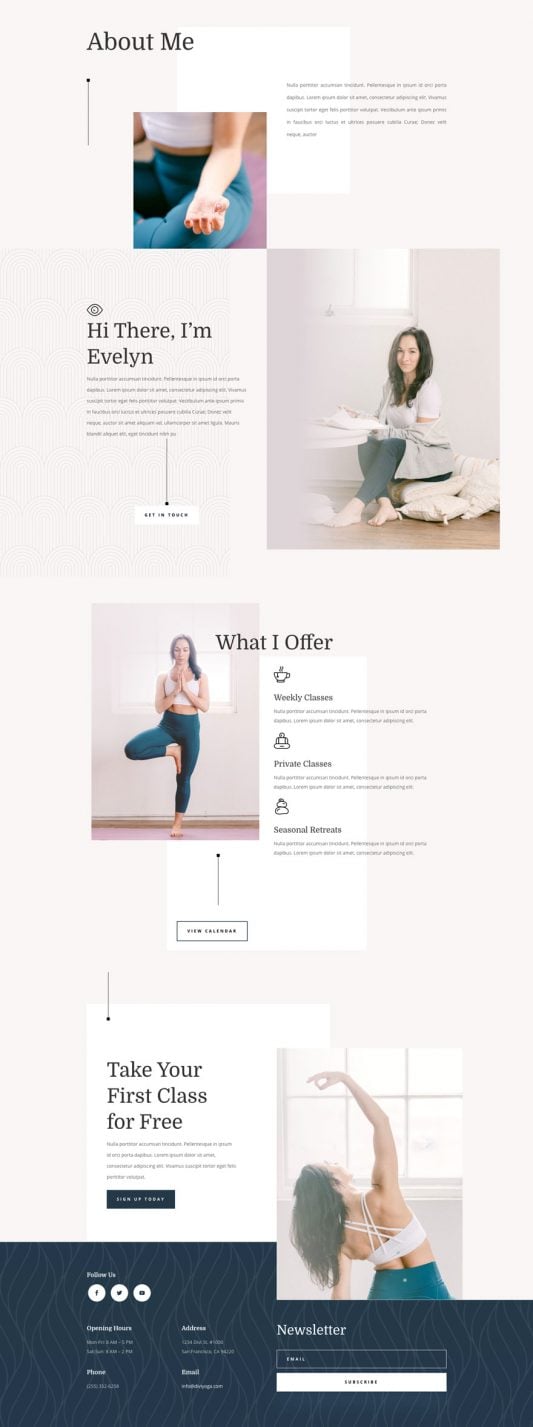 About Me
Nulla porttitor accumsan tincidunt. Pellentesque in ipsum id orci porta
dapibus. Lorem ipsum dolor sit amet, consectetur adipiscing elit. Vivamus
suscipit tortor eget felis porttitor volutpat. Vestibulum ante ipsum primis
in faucibus orci luctus et ultrices posuere cubilia Curae; Donec velit
neque, auctor
Hi There, I’m
Evelyn
Nulla porttitor accumsan tincidunt. Pellentesque in ipsum id orci porta
dapibus. Lorem ipsum dolor sit amet, consectetur adipiscing elit. Vivamus
suscipit tortor eget felis porttitor volutpat. Vestibulum ante ipsum primis
in faucibus orci luctus et ultrices posuere cubilia Curae; Donec velit
neque, auctor sit amet aliquam vel, ullamcorper sit amet ligula. Mauris
blandit aliquet elit, eget tincidunt nibh pu
GET IN TOUCH
What I Offer
Weekly Classes
Nulla porttitor accumsan tincidunt. Pellentesque in ipsum id orci porta
dapibus. Lorem ipsum dolor sit amet, consectetur adipiscing elit.
Private Classes
Nulla porttitor accumsan tincidunt. Pellentesque in ipsum id orci porta
dapibus. Lorem ipsum dolor sit amet, consectetur adipiscing elit.
Seasonal Retreats
Nulla porttitor accumsan tincidunt. Pellentesque in ipsum id orci porta
dapibus. Lorem ipsum dolor sit amet, consectetur adipiscing elit.
VIEW CALENDAR
Take Your
First Class
for Free
Nulla porttitor accumsan tincidunt. Pellentesque in ipsum
id orci porta dapibus. Lorem ipsum dolor sit amet,
consectetur adipiscing elit. Vivamus suscipit tortor eget felis
porttitor volutpat.
SIGN UP TODAY
Follow Us
Opening Hours
Mon-Fri: 8 AM – 5 PM
Sat-Sun: 8 AM – 2 PM
Address
1234 Divi St. #1000
San Francisco, CA 94220
Phone
(255) 352-6258
Email
info@diviyoga.com
Newsletter
EMAIL
SUBSCRIBE